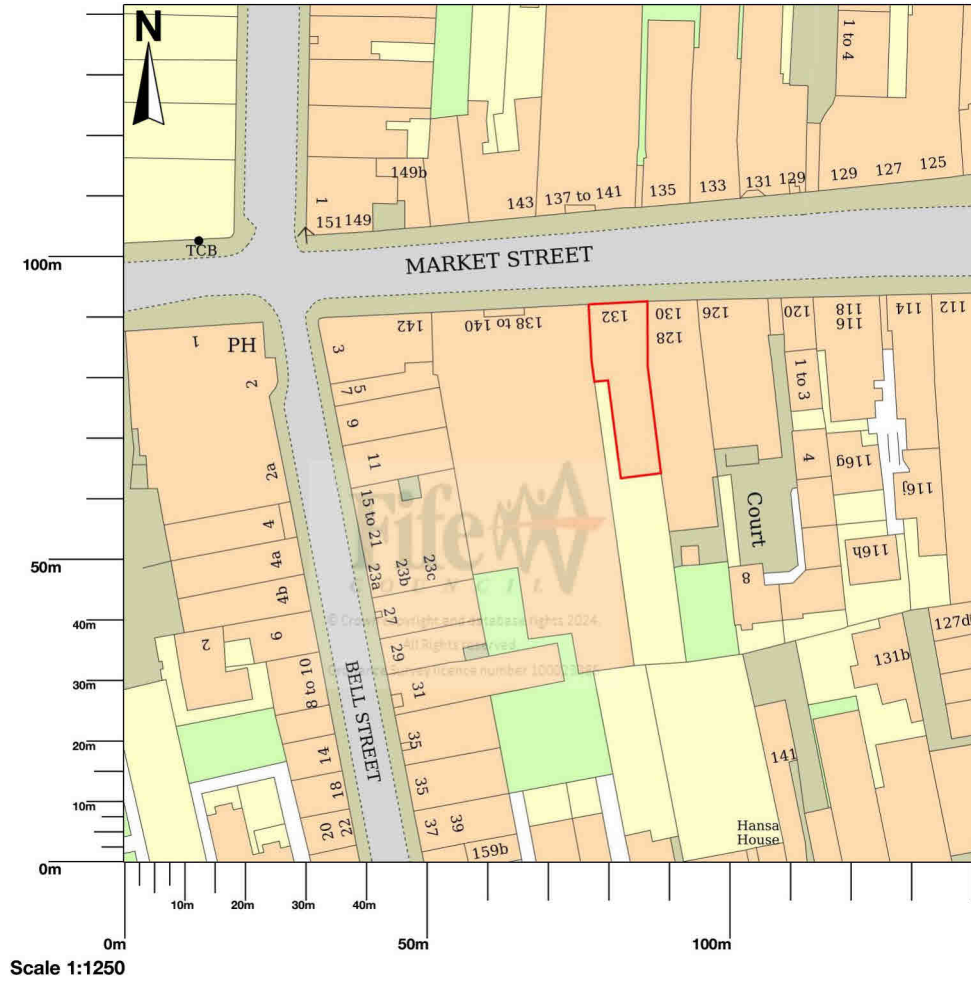 N
1 to 4
149b
1
151
149
143
137 to 141
135
133
131
129
129
127
125
TCB
100m
MARKET STREET
1
PH
2
3
142
138 to 140
132
130
128
126
120
118
116
114
112
5
7
9
11
1 to 3
4
116g
116j
2a
15 to 21
Fife
COUNCIL
Court
4
4a
4b
6
50m
23a
23b
23c
116h
8
27
© Crown copyright and database rights 2024.
All Rights reserved.
40m
127d
2
29
131b
30m
8 to 10
31
BELL STREET
20m
14
35
141
18
35
10m
20
22
37
39
Hansa
House
159b
0m
10m
20m
30m
40m
0m
50m
100m
Scale 1:1250